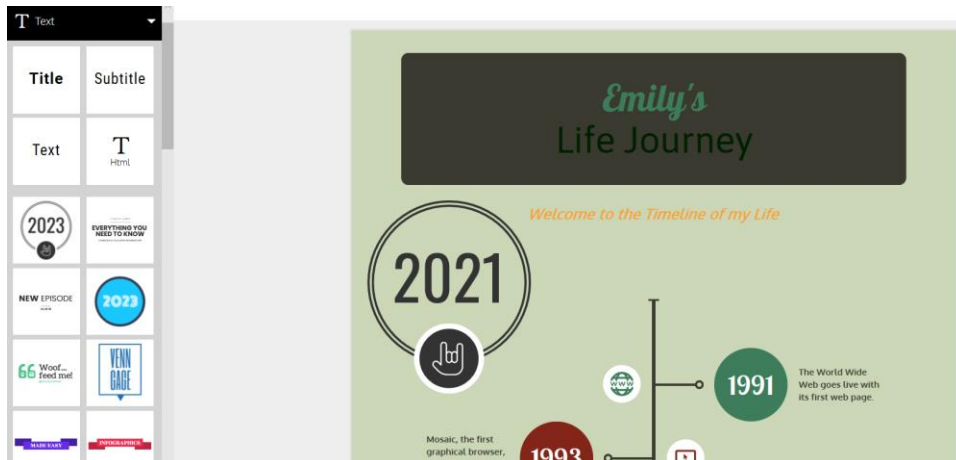 T Text
Title
Subtitle
Text
T
Html
2023
EVERYTHING YOU
NEED TO KNOW
NEW EPISODE
2023
Woof...
feed me!
VENN
GAGE
MADE EASY
INFOGRAPHICS
Emily's
Life Journey
Welcome to the Timeline of my Life
2021
www
1991
The World Wide
Web goes live with
its first web page.
Mosaic, the first
graphical browser,
1993